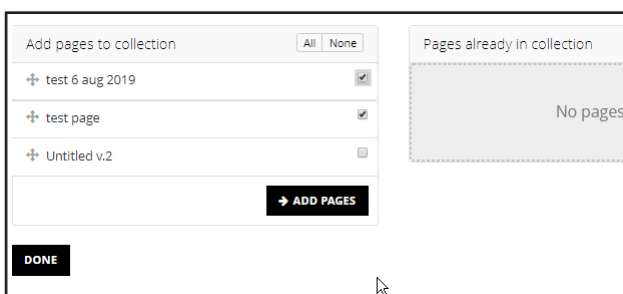 Add pages to collection
All None
test 6 aug 2019
test page
Untitled v.2
ADD PAGES
DONE
Pages already in collection
No pages